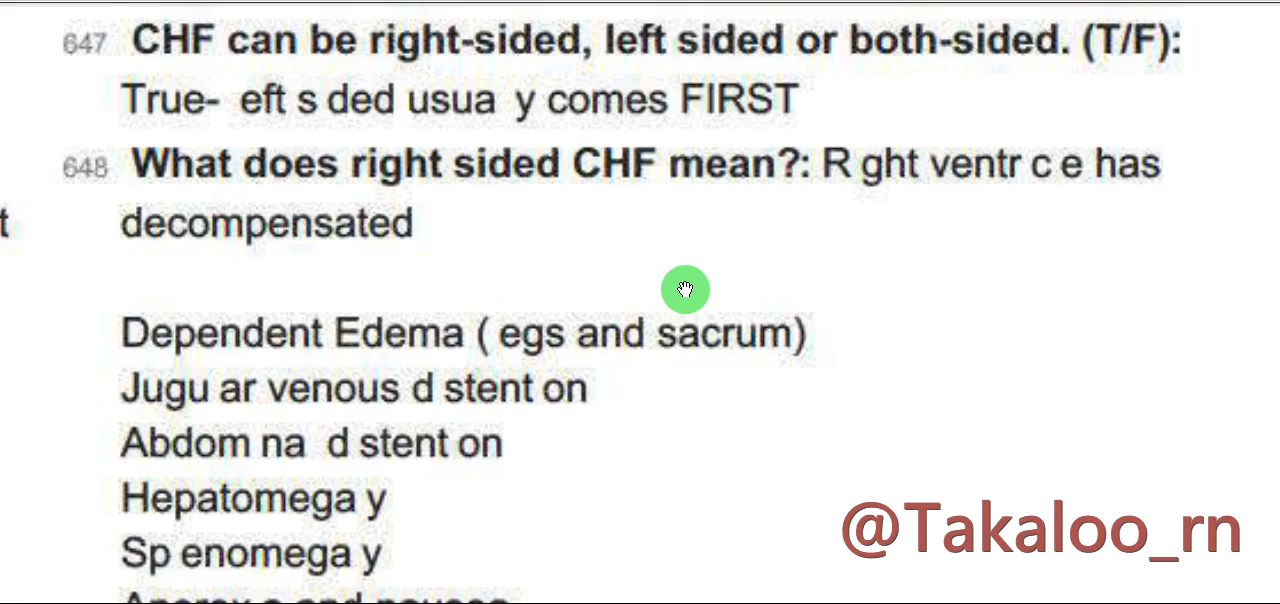 647 CHF can be right-sided, left sided or both-sided. (T/F):
True- eft s ded usua y comes FIRST
648 What does right sided CHF mean?: R ght ventr c e has
t decompensated
Dependent Edema ( egs and sacrum)
Jugu ar venous d stent on
Abdom na d stent on
Hepatomega y
Sp enomega y
@Takaloo_rn